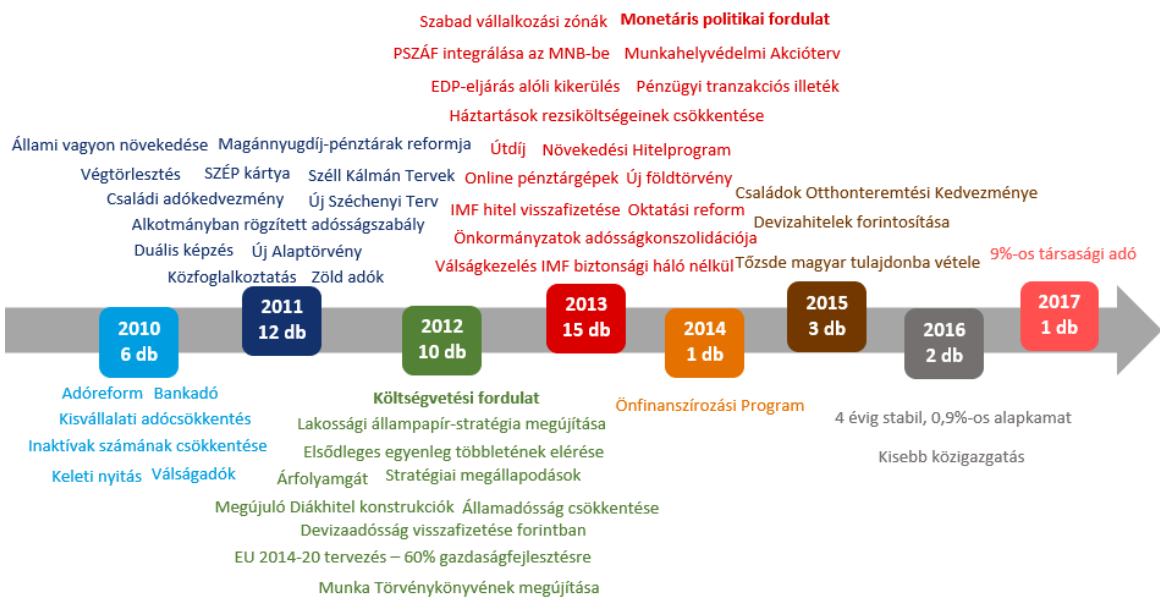 Szabad vállalkozási zónák Monetáris politikai fordulat
PSZÁF integrálása az MNB-be Munkahelyvédelmi Akcióterv
EDP-eljárás alóli kikerülés Pénzügyi tranzakciós illeték
Háztartások rezsiköltségeinek csökkentése
Útdíj Növekedési Hitelprogram
Online pénztárgépek Új földtörvény
IMF hitel visszafizetése Oktatási reform
Önkormányzatok adósságkonszolidációja
Válságkezelés IMF biztonsági háló nélkül
Állami vagyon növekedése Magánnyugdíj-pénztárak reformja
Végtörlesztés SZÉP kártya Széll Kálmán Tervek
Családi adókedvezmény Új Széchenyi Terv
Alkotmányban rögzített adósságszabály
Duális képzés Új Alaptörvény
Közfoglalkoztatás Zöld adók
Családok Otthonteremtési Kedvezménye
Devizahitelek forintosítása
Tőzsde magyar tulajdonba vétele
9%-os társasági adó
2010
6 db
2011
12 db
2012
10 db
2013
15 db
2014
1 db
2015
3 db
2016
2 db
2017
1 db
Adóreform Bankadó
Kisvállalati adócsökkentés
Inaktívak számának csökkentése
Keleti nyitás Válságadók
Költségvetési fordulat
Lakossági állampapír-stratégia megújítása
Elsődleges egyenleg többletének elérése
Árfolyamgát Stratégiai megállapodások
Megújuló Diákhitel konstrukciók Államadósság csökkentése
Devizaadósság visszafizetése forintban
EU 2014-20 tervezés – 60% gazdaságfejlesztésre
Munka Törvénykönyvének megújítása
Önfinanszírozási Program
4 évig stabil, 0,9%-os alapkamat
Kisebb közigazgatás